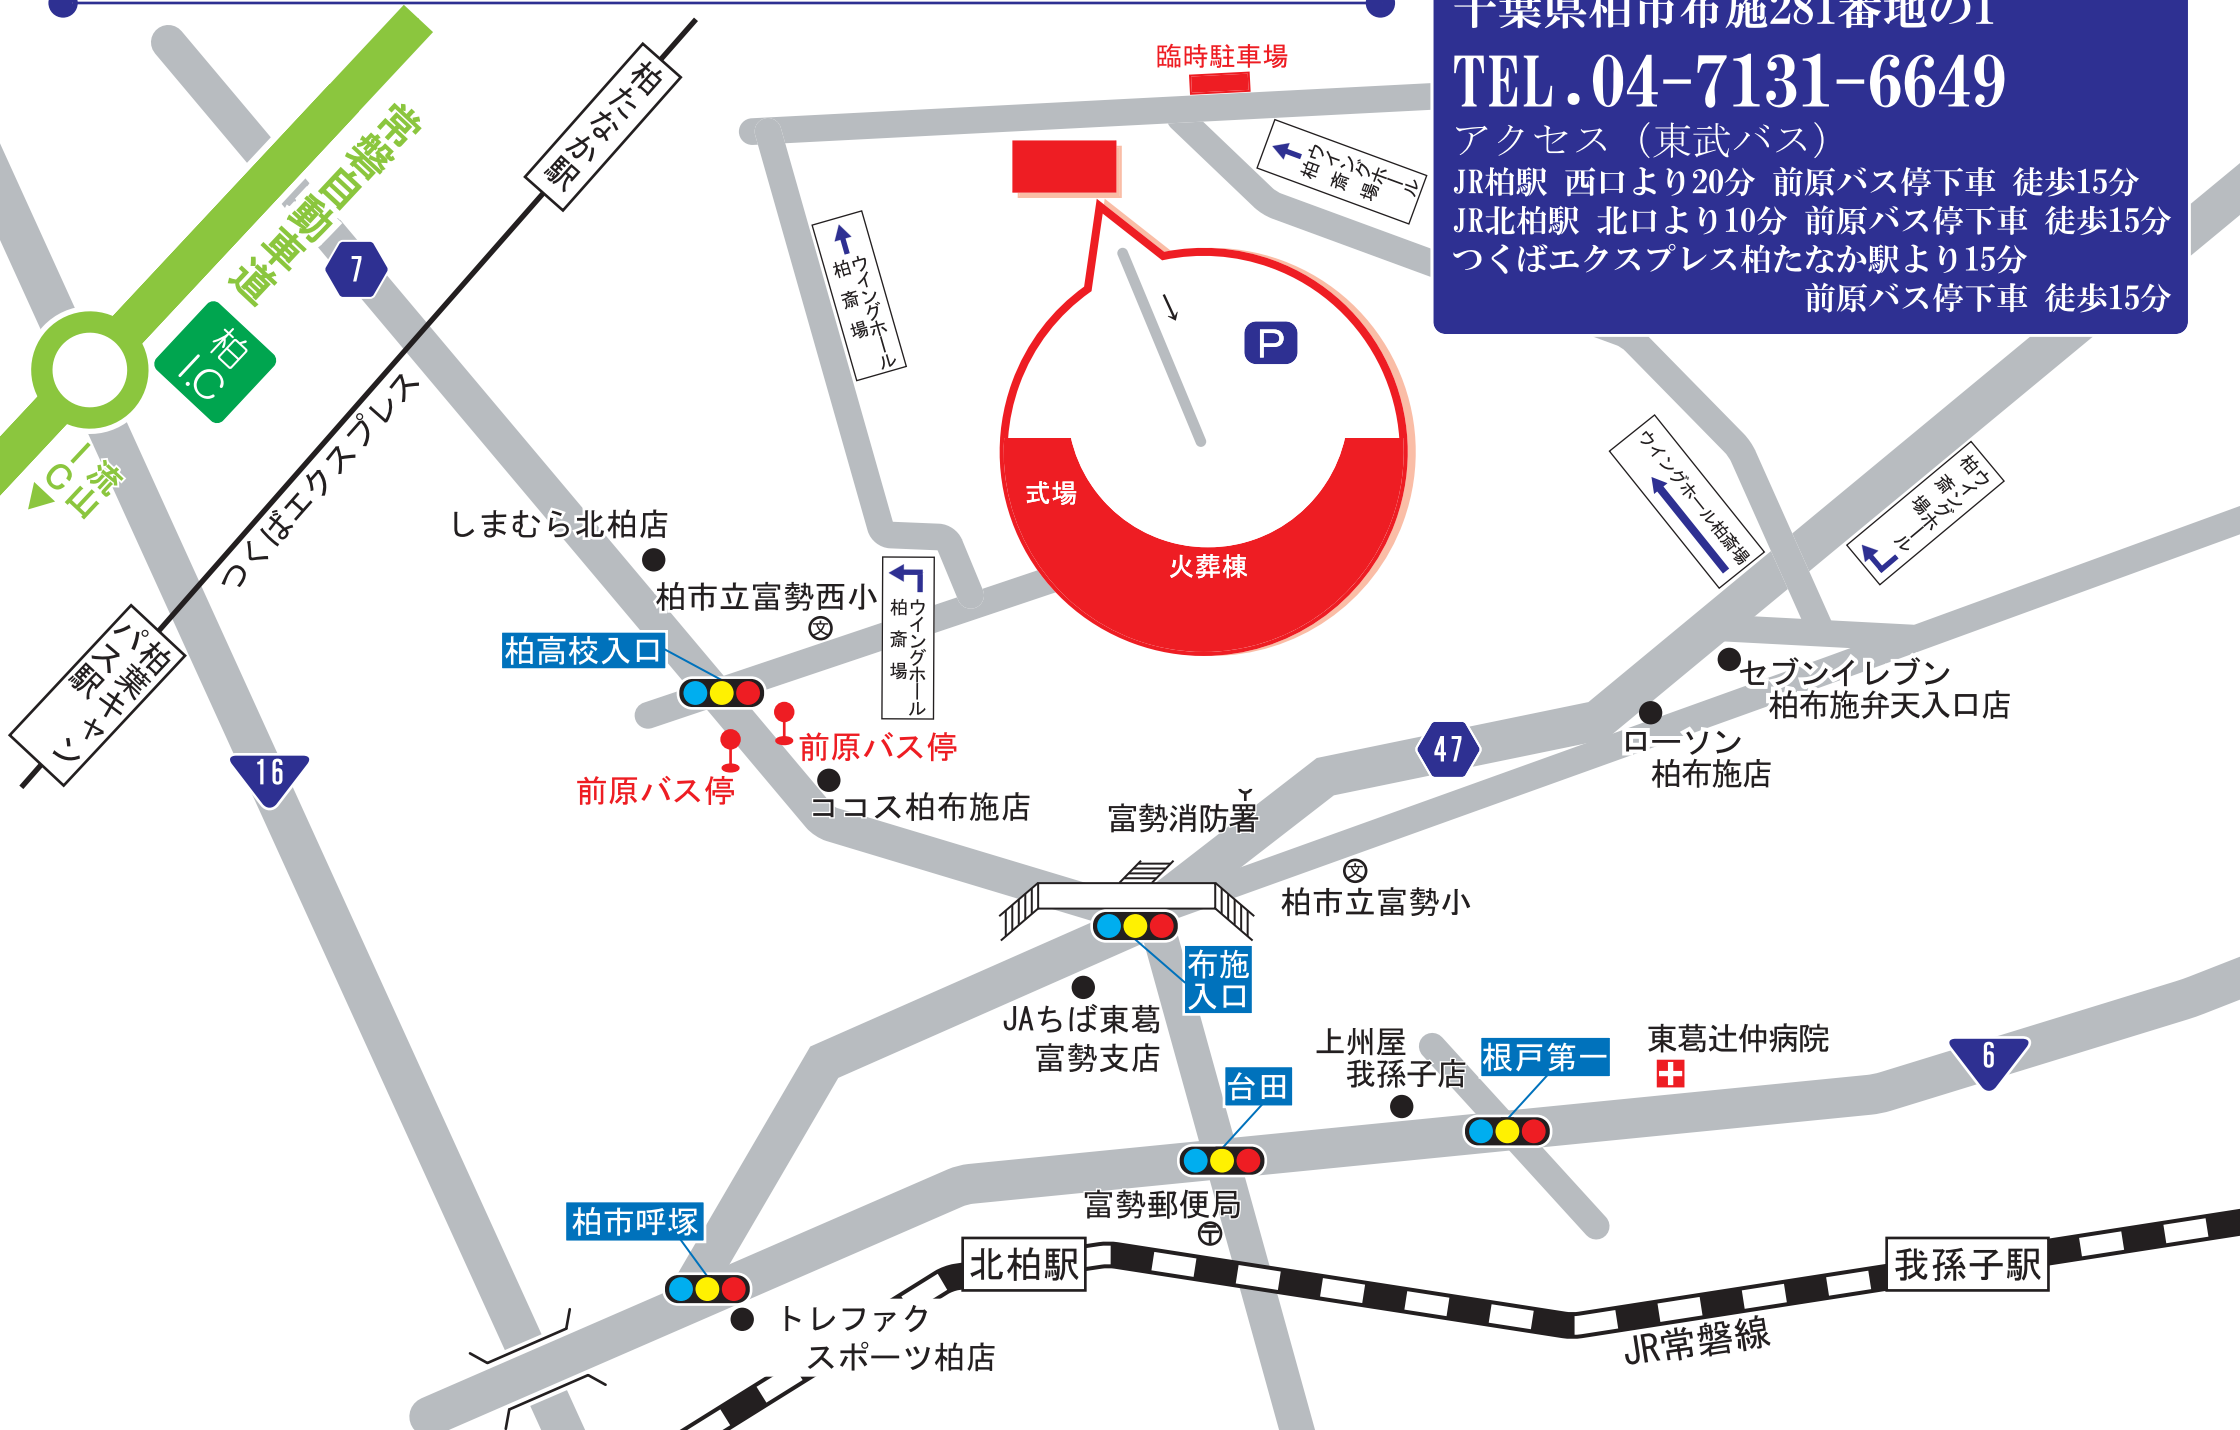 千葉県柏市布施281番地の1
TEL.04-7131-6649
アクセス（東武バス）
JR柏駅 西口より20分 前原バス停下車 徒歩15分
JR北柏駅 北口より10分 前原バス停下車 徒歩15分
つくばエクスプレス柏たなか駅より15分
前原バス停下車 徒歩15分
臨時駐車場
柏たなか駅
常磐自動車道
7
柏
IC
流山
IC
つくばエクスプレス
柏葉キャン
パス駅
16
ウイングホール
柏斎場
ウイングホール
柏斎場
P
式場
火葬棟
ウイングホール柏斎場
ウイングホール
柏斎場
しまむら北柏店
柏市立富勢西小
文
ウイングホール
柏斎場
柏高校入口
前原バス停
前原バス停
ココス柏布施店
セブンイレブン
柏布施弁天入口店
ローソン
柏布施店
47
富勢消防署
文
柏市立富勢小
布施
入口
JAちば東葛
富勢支店
上州屋
我孫子店
根戸第一
東葛辻仲病院
6
台田
富勢郵便局
〒
柏市呼塚
北柏駅
我孫子駅
トレファク
スポーツ柏店
JR常磐線